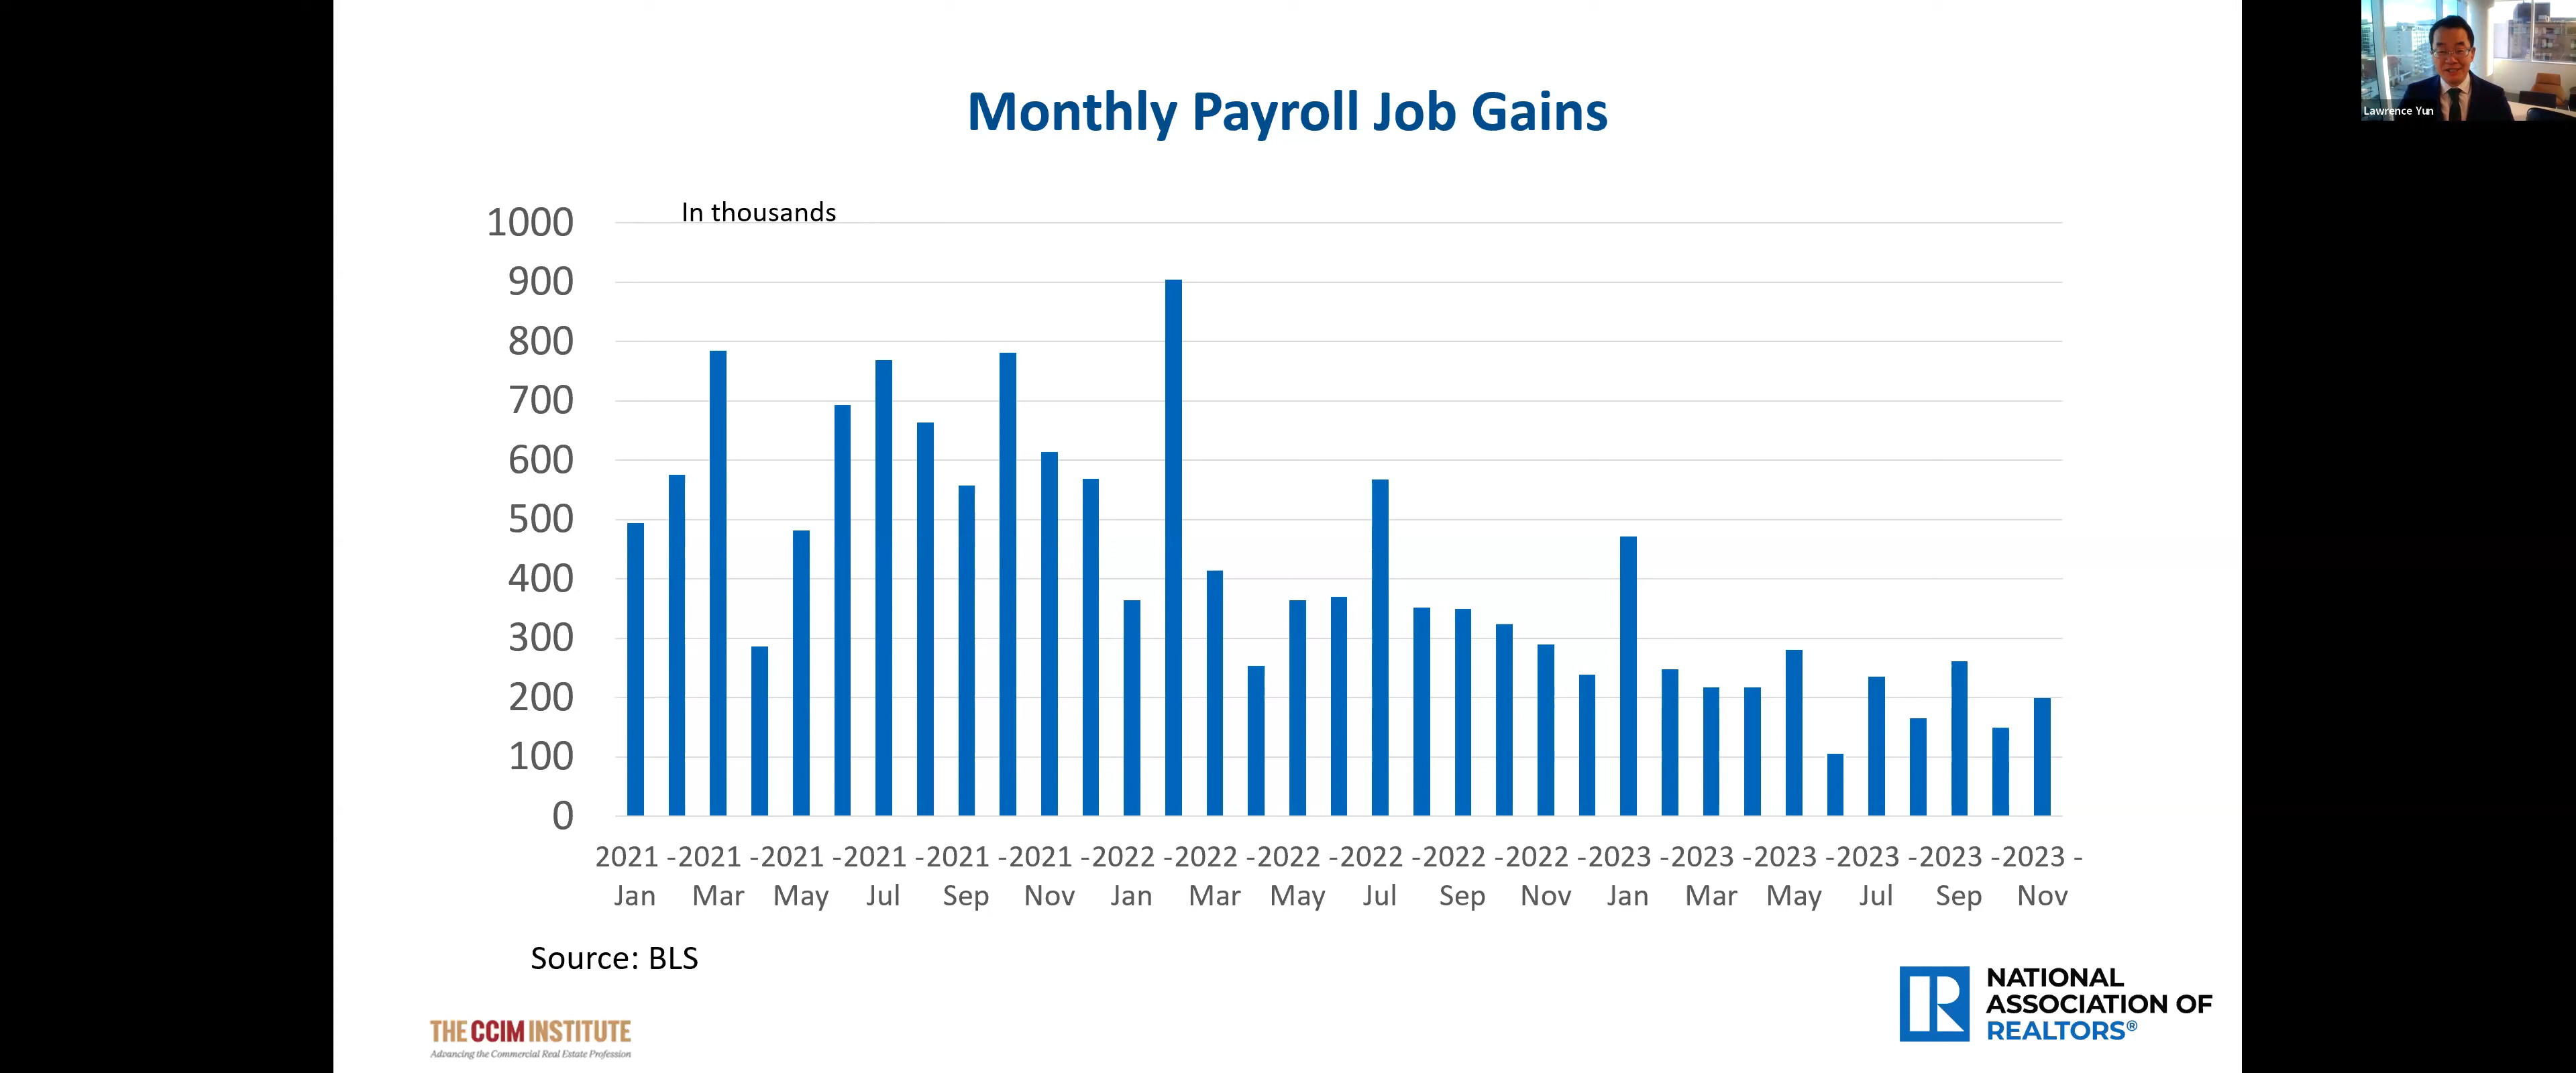 Monthly Payroll Job Gains
Lawrence Yun
In thousands
1000
900
800
700
600
500
400
300
200
100
0
2021 -2021 -2021 -2021 -2021 -2021 -2022 -2022 -2022 -2022 -2022 -2022 -2023 -2023 -2023 -2023 -2023 -2023 -
Jan Mar May Jul Sep Nov Jan Mar May Jul Sep Nov Jan Mar May Jul Sep Nov
Source: BLS
THE CCIM INSTITUTE
Advancing the Commercial Real Estate Profession
NATIONAL
ASSOCIATION OF
REALTORS®